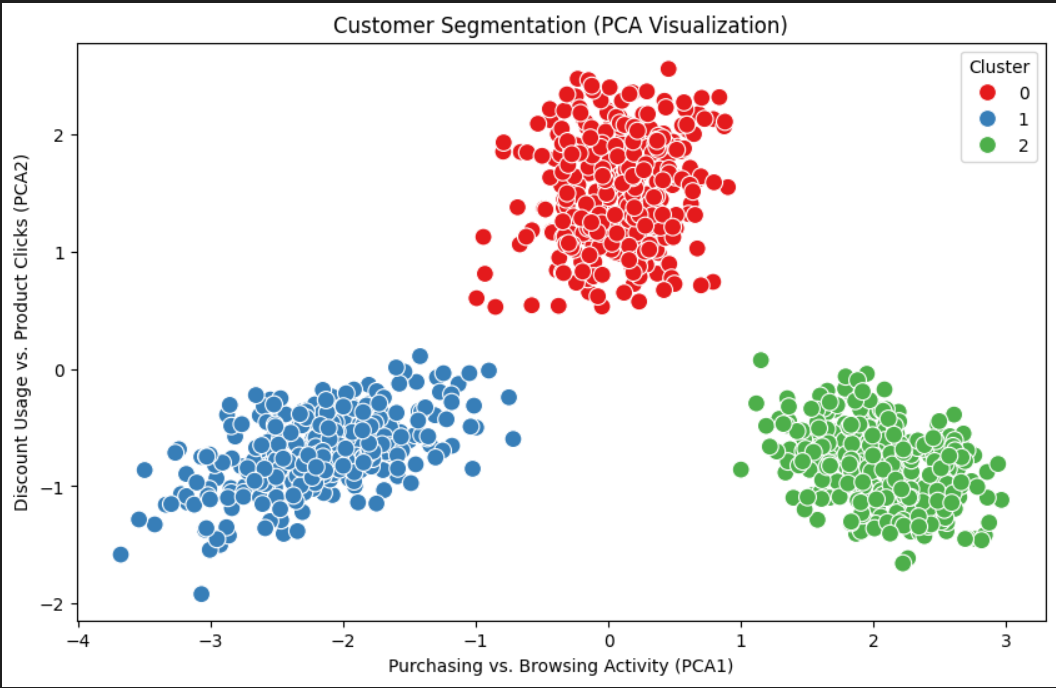 Customer Segmentation (PCA Visualization)
Cluster
0
1
2
Discount Usage vs. Product Clicks (PCA2)
2
1
0
−1
−2
−4 −3 −2 −1 0 1 2 3
Purchasing vs. Browsing Activity (PCA1)